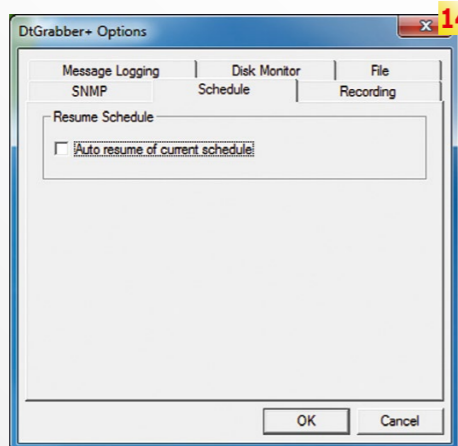 DtGrabber+ Options
14
Message Logging Disk Monitor File
SNMP Schedule Recording
Resume Schedule
Auto resume of current schedule
OK Cancel